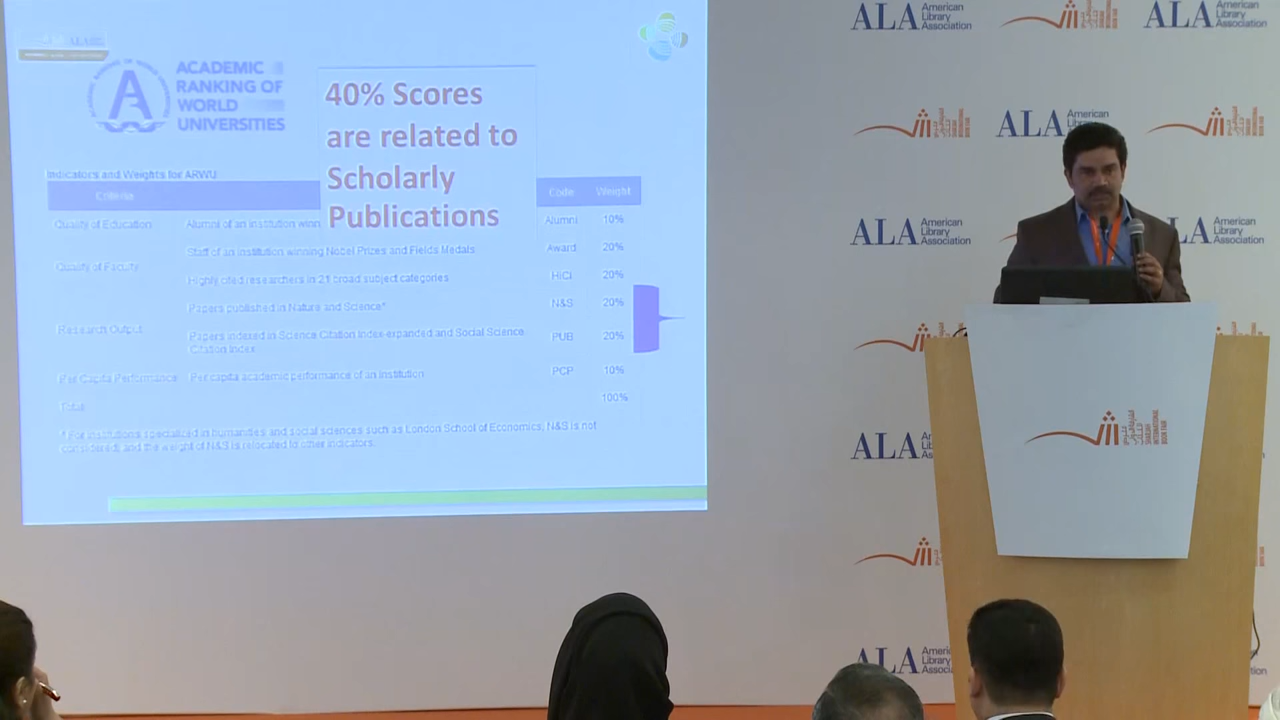 ACADEMIC
RANKING OF
WORLD
UNIVERSITIES
40% Scores
are related to
Scholarly
Publications
Indicators and Weights for ARWU
Criteria
Code
Weight
Quality of Education
Alumni of an institution winn
Alumni
10%
Quality of Faculty
Staff of an institution winning Nobel Prizes and Fields Medals
Award
20%
Highly cited researchers in 21 broad subject categories
HiCi
20%
Research Output
Papers published in Nature and Science*
N&S
20%
Papers indexed in Science Citation Index-expanded and Social Science
Citation Index
PUB
20%
Per Capita Performance
Per capita academic performance of an institution
PCP
10%
Total
100%
* For institutions specialized in humanities and social sciences such as London School of Economics, N&S is not
considered, and the weight of N&S is relocated to other indicators.
ALA American
Library
Association
ALA American
Library
Association
ALA American
ALA American
Library
Association
LA American
Library
Association
ALA
ALA
SHARJAH
INTERNATIONAL
BOOK FAIR